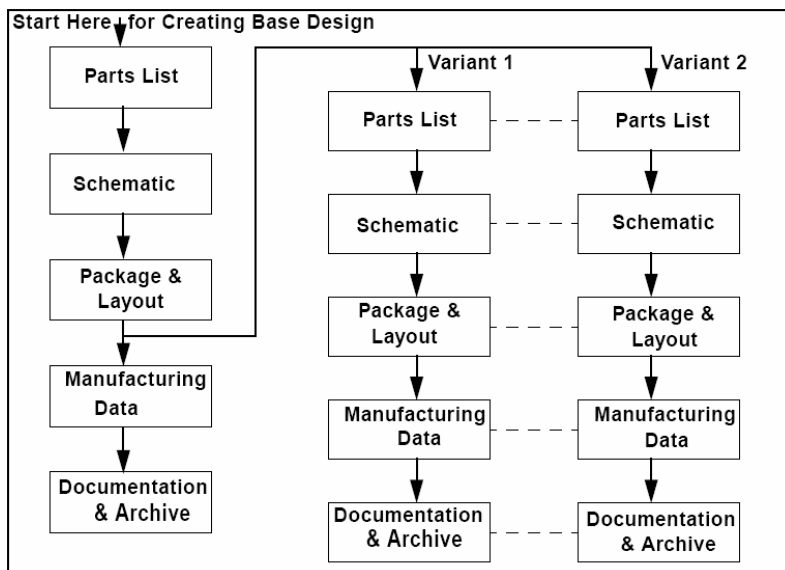 Start Here for Creating Base Design
Parts List
Schematic
Package &
Layout
Manufacturing
Data
Documentation
& Archive
Variant 1
Parts List
Schematic
Package &
Layout
Manufacturing
Data
Documentation
& Archive
Variant 2
Parts List
Schematic
Package &
Layout
Manufacturing
Data
Documentation
& Archive